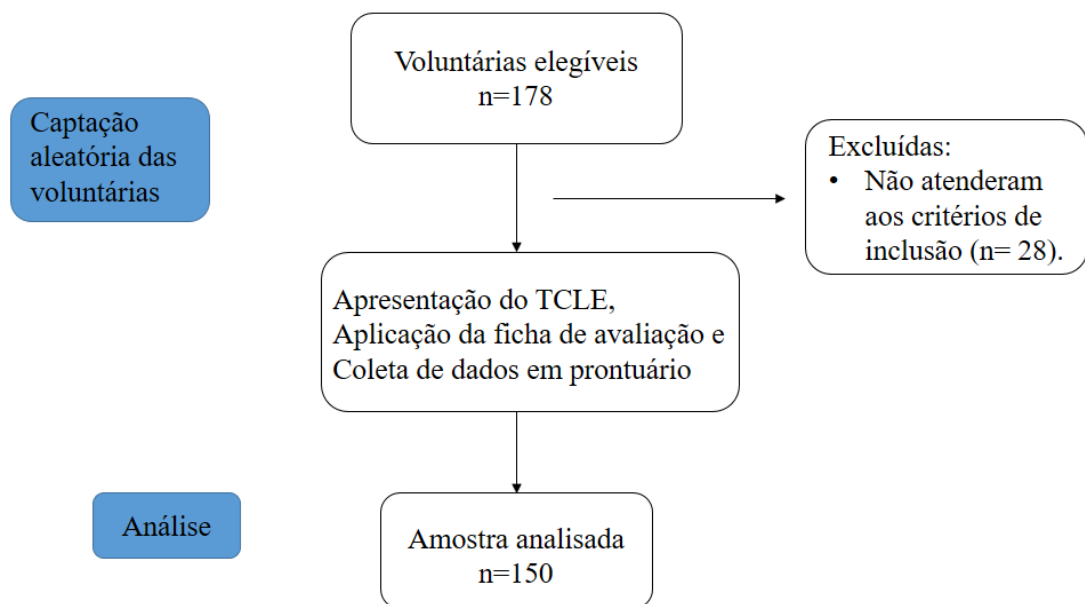 Voluntárias elegíveis
n=178
Captação
aleatória das
voluntárias
Excluídas:
• Não atenderam
aos critérios de
inclusão (n= 28).
Apresentação do TCLE,
Aplicação da ficha de avaliação e
Coleta de dados em prontuário
Análise
Amostra analisada
n=150